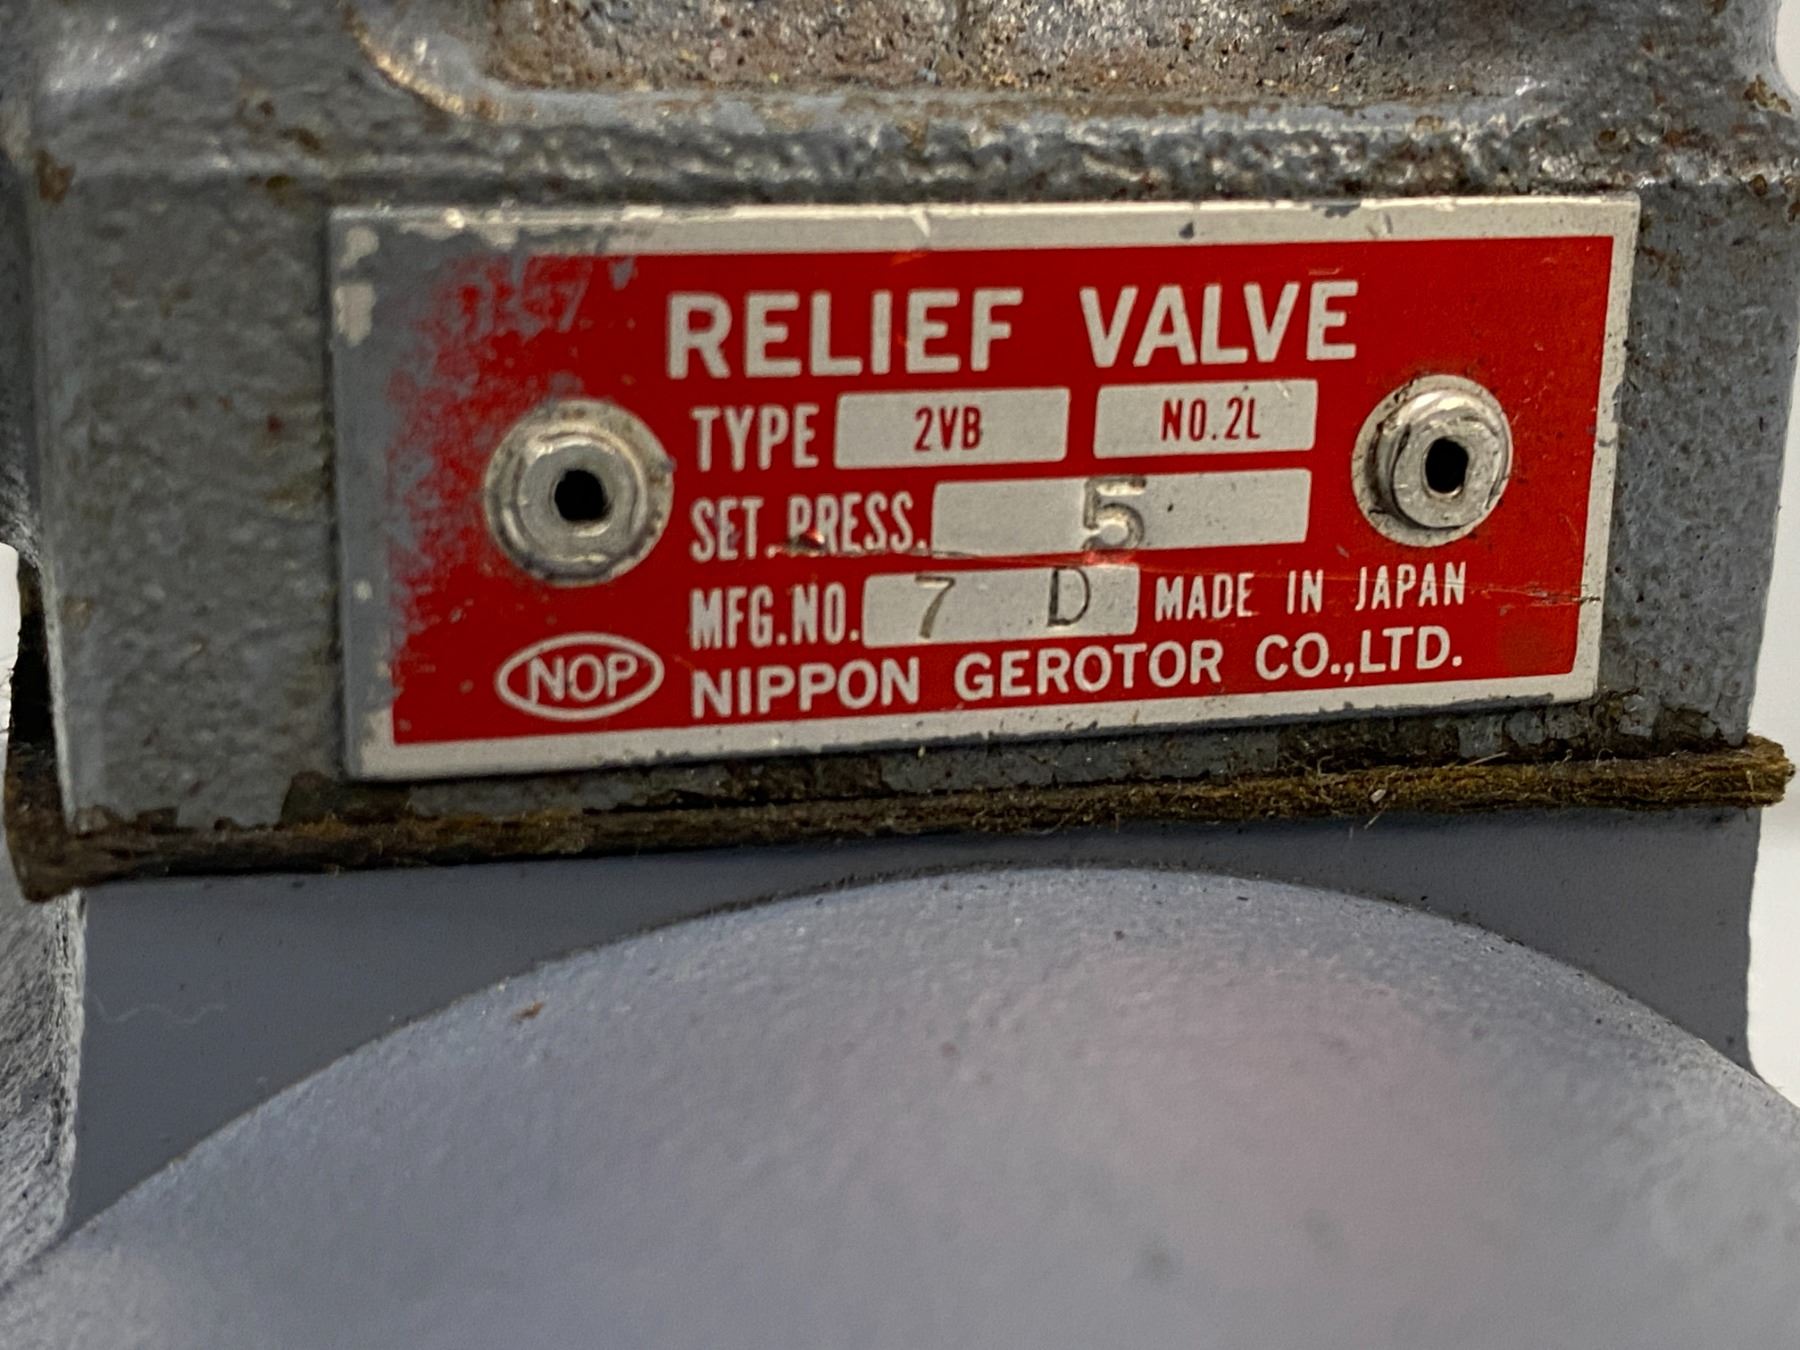 RELIEF VALVE
TYPE 2VB NO.2L
SET. PRESS. 5
MFG.NO. 7 D MADE IN JAPAN
NOP NIPPON GEROTOR CO.,LTD.